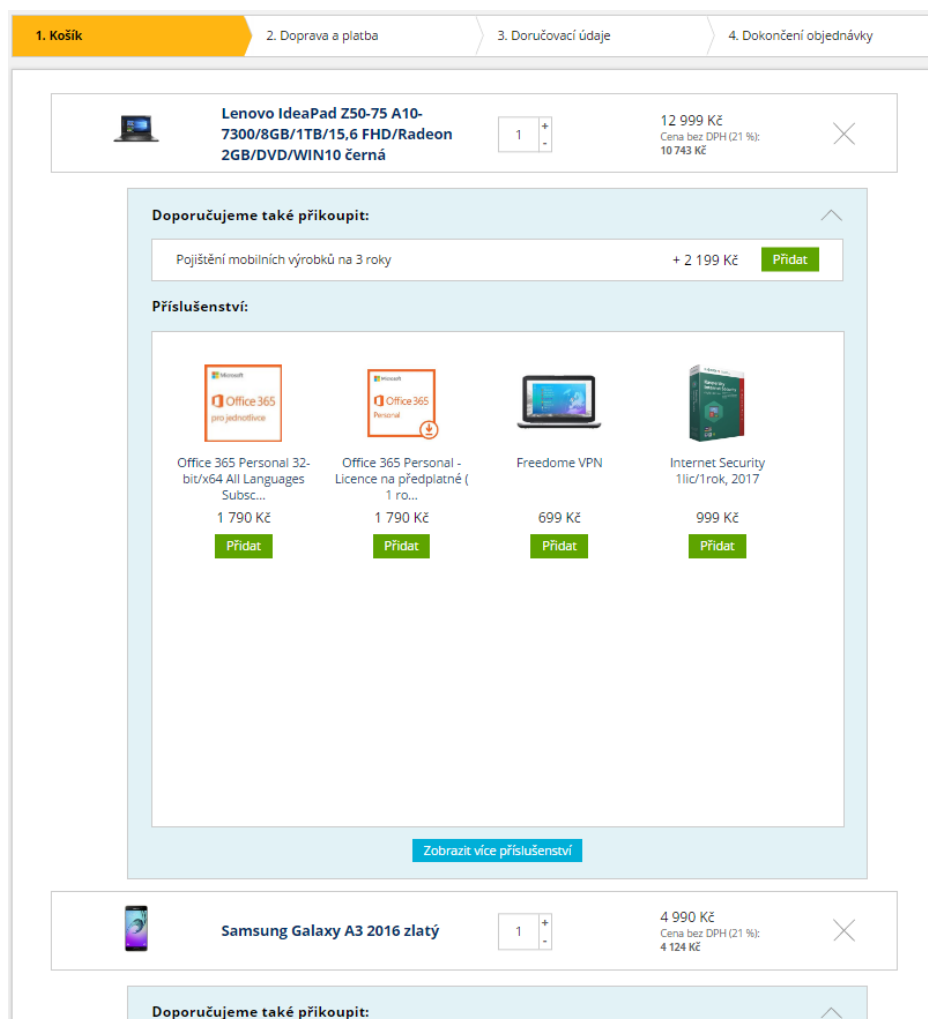 1. Košík
2. Doprava a platba
3. Doručovací údaje
4. Dokončení objednávky
Lenovo IdeaPad Z50-75 A10-
7300/8GB/1TB/15,6 FHD/Radeon
2GB/DVD/WIN10 černá
1
+
-
12 999 Kč
Cena bez DPH (21 %):
10 743 Kč
Doporučujeme také přikoupit:
Pojištění mobilních výrobků na 3 roky
+ 2 199 Kč
Přidat
Příslušenství:
Microsoft
Office 365
pro jednotlivce
Office 365 Personal 32-
bit/x64 All Languages
Subsc...
1 790 Kč
Přidat
Microsoft
Office 365
Personal
Office 365 Personal -
Licence na předplatné (
1 ro...
1 790 Kč
Přidat
Freedome VPN
699 Kč
Přidat
Internet Security
1lic/1rok, 2017
999 Kč
Přidat
Zobrazit více příslušenství
Samsung Galaxy A3 2016 zlatý
1
+
-
4 990 Kč
Cena bez DPH (21 %):
4 124 Kč
Doporučujeme také přikoupit: